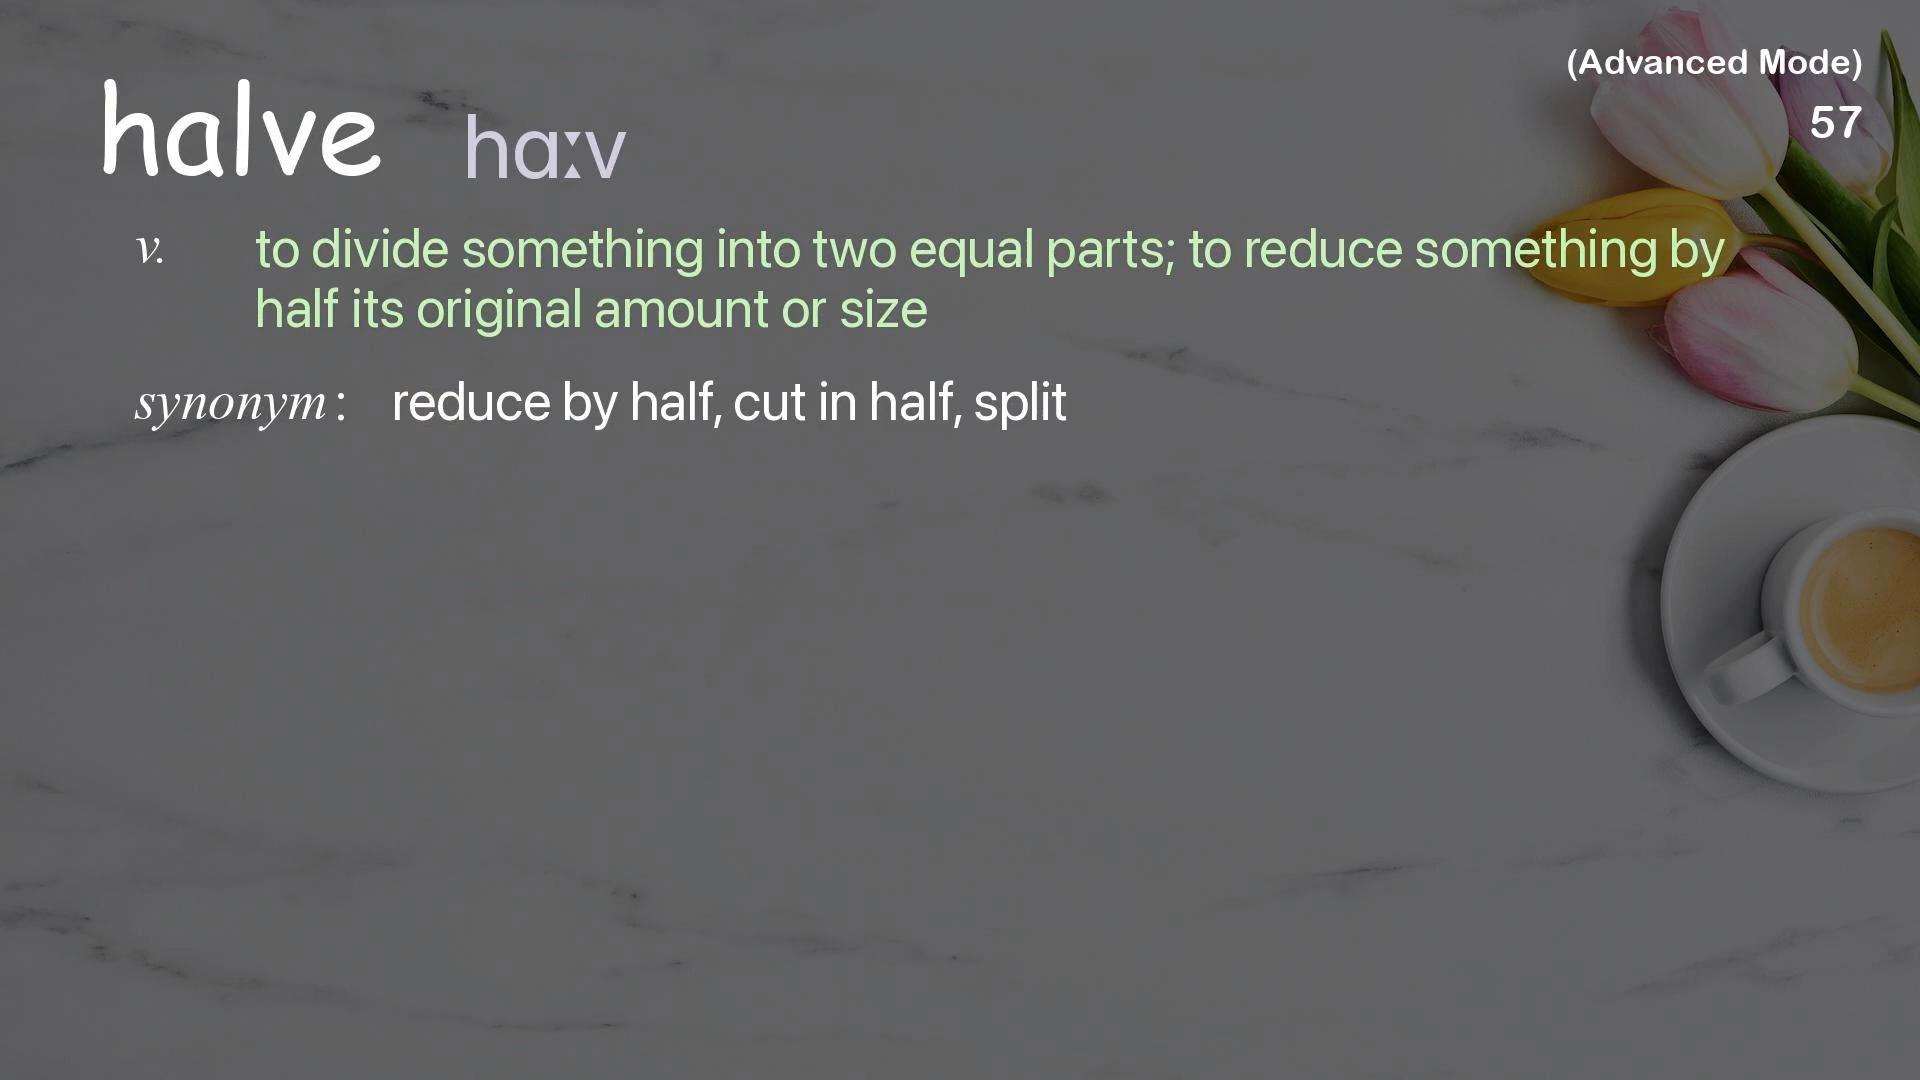 (Advanced Mode)
57
halve hɑːv
v. to divide something into two equal parts; to reduce something by
half its original amount or size
synonym : reduce by half, cut in half, split